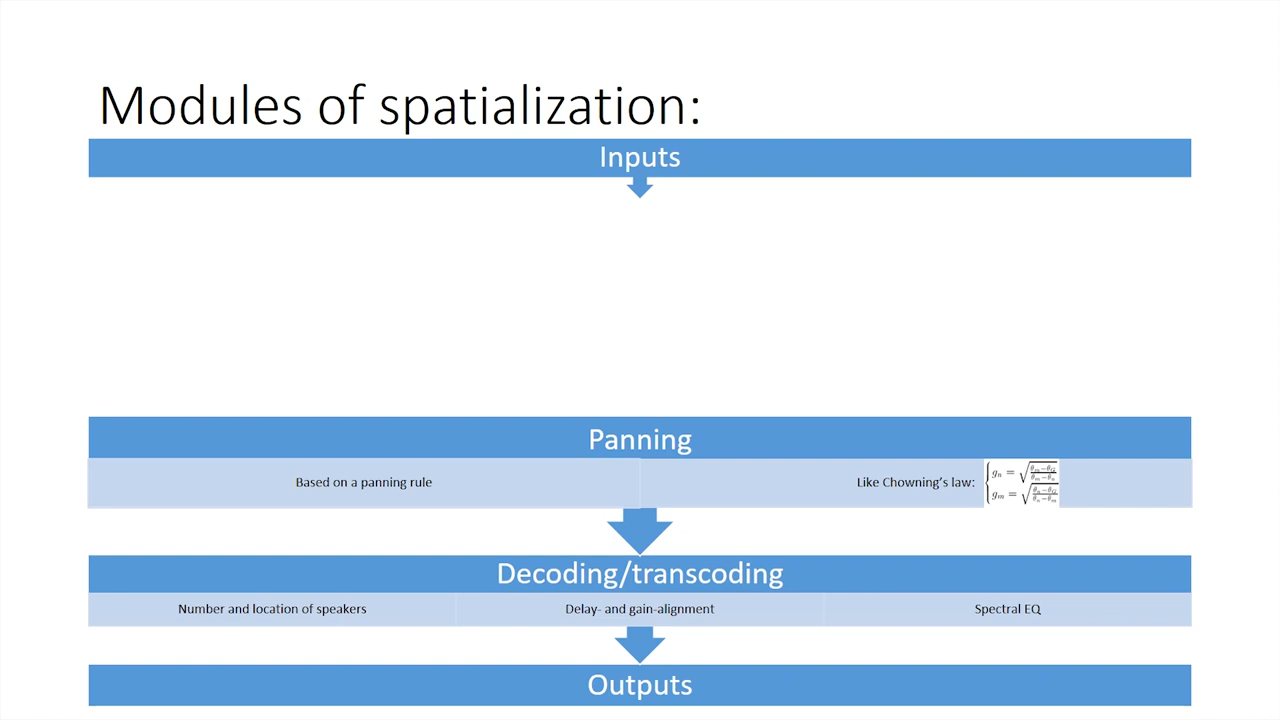 Modules of spatialization:
Inputs
Panning
Based on a panning rule
Like Chowning's law:
Decoding/transcoding
Number and location of speakers
Delay- and gain-alignment
Spectral EQ
Outputs